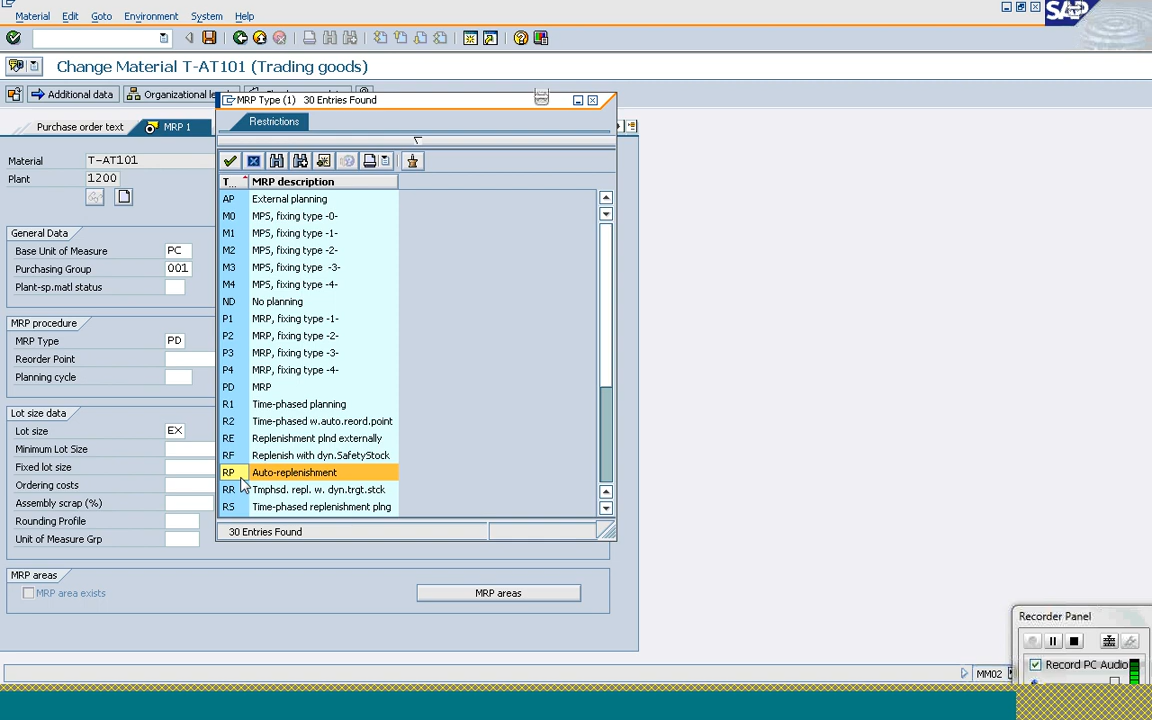 Material Edit Goto Environment System Help
SAP
Change Material T-AT101 (Trading goods)
Additional data Organizational le
MRP Type (1) 30 Entries Found
Restrictions
Purchase order text MRP 1
Material T-AT101
Plant 1200
General Data
Base Unit of Measure PC
Purchasing Group 001
Plant-sp.matl status
MRP procedure
MRP Type PD
Reorder Point
Planning cycle
Lot size data
Lot size EX
Minimum Lot Size
Fixed lot size
Ordering costs
Assembly scrap (%)
Rounding Profile
Unit of Measure Grp
MRP areas
MRP area exists
MRP areas
T... MRP description
AP External planning
M0 MPS, fixing type -0-
M1 MPS, fixing type -1-
M2 MPS, fixing type -2-
M3 MPS, fixing type -3-
M4 MPS, fixing type -4-
ND No planning
P1 MRP, fixing type -1-
P2 MRP, fixing type -2-
P3 MRP, fixing type -3-
P4 MRP, fixing type -4-
PD MRP
R1 Time-phased planning
R2 Time-phased w.auto.reord.point
RE Replenishment plnd externally
RF Replenish with dyn.SafetyStock
RP Auto-replenishment
RR Tmphsd. repl. w. dyn.trgt.stck
RS Time-phased replenishment plng
30 Entries Found
Recorder Panel
Record PC Audio
MM02